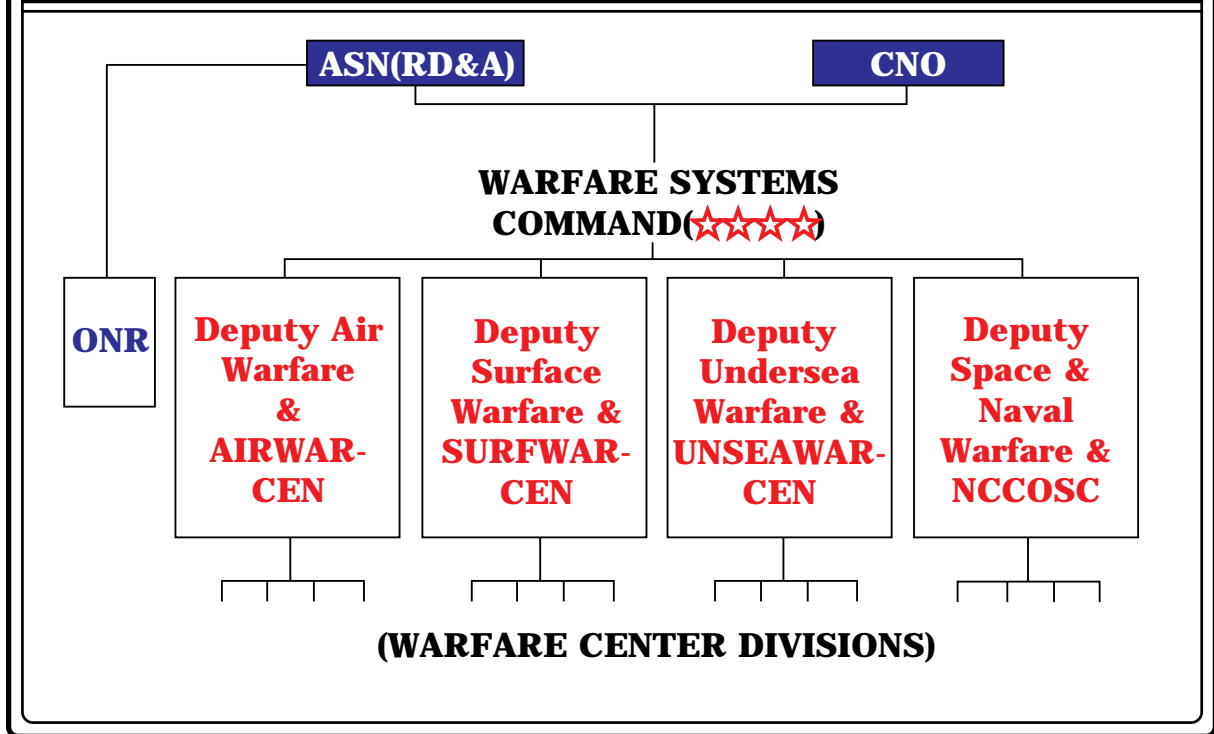 ASN(RD&A)
CNO
WARFARE SYSTEMS
COMMAND(☆☆☆☆)
ONR
Deputy Air
Warfare
&
AIRWAR-
CEN
Deputy
Surface
Warfare &
SURFWAR-
CEN
Deputy
Undersea
Warfare &
UNSEAWAR-
CEN
Deputy
Space &
Naval
Warfare &
NCCOSC
(WARFARE CENTER DIVISIONS)